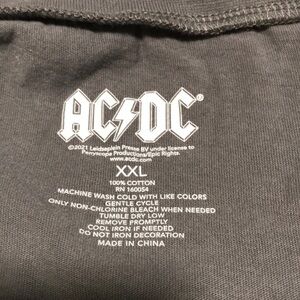 AC⚡DC®
©2021 Leidseplein Presse BV under license to
Perryscope Productions/Epic Rights.
www.acdc.com
XXL
100% COTTON
RN 160054
MACHINE WASH COLD WITH LIKE COLORS
GENTLE CYCLE
ONLY NON-CHLORINE BLEACH WHEN NEEDED
TUMBLE DRY LOW
REMOVE PROMPTLY
COOL IRON IF NEEDED
DO NOT IRON DECORATION
MADE IN CHINA